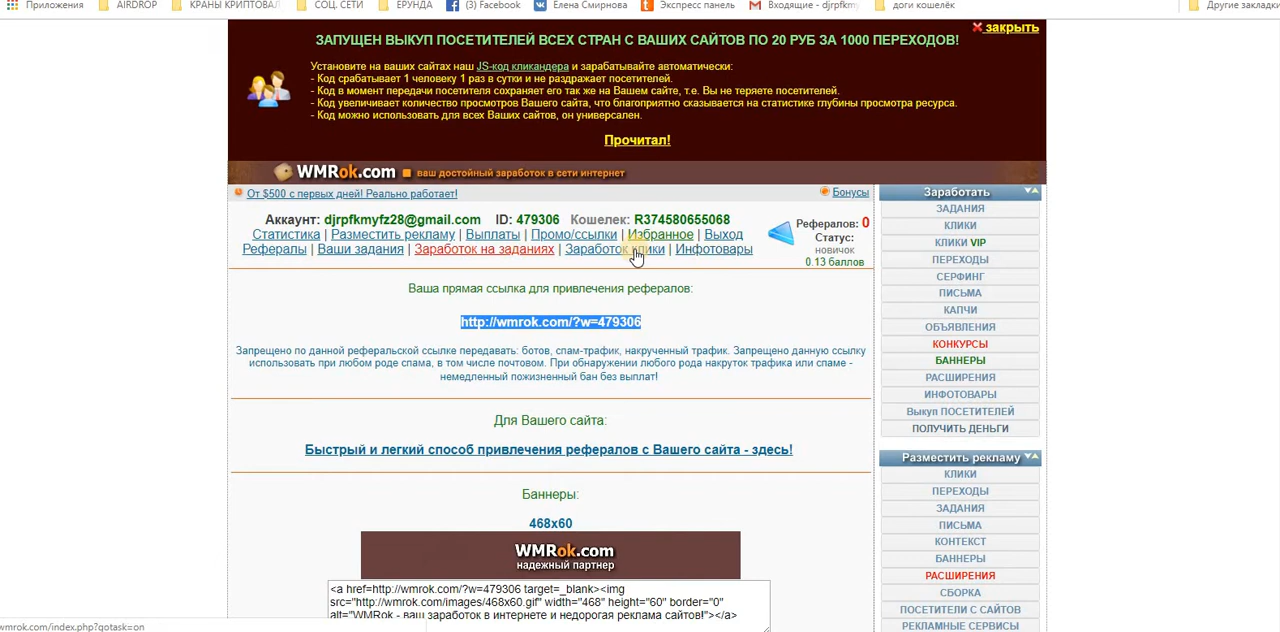 Приложения AIRDROP КРАНЫ КРИПТОВАЛ СОЦ. СЕТИ ЕРУНДА (3) Facebook Елена Смирнова Экспресс панель Входящие - djrpfkm доги кошелёк Другие закладки
закрыть
ЗАПУЩЕН ВЫКУП ПОСЕТИТЕЛЕЙ ВСЕХ СТРАН С ВАШИХ САЙТОВ ПО 20 РУБ ЗА 1000 ПЕРЕХОДОВ!
Установите на ваших сайтах наш JS-код кликандера и зарабатывайте автоматически:
- Код срабатывает 1 человеку 1 раз в сутки и не раздражает посетителей.
- Код в момент передачи посетителя сохраняет его так же на Вашем сайте, т.е. Вы не теряете посетителей.
- Код увеличивает количество просмотров Вашего сайта, что благоприятно сказывается на статистике глубины просмотра ресурса.
- Код можно использовать для всех Ваших сайтов, он универсален.
Прочитал!
WMRok.com ваш достойный заработок в сети интернет
От $500 с первых дней! Реально работает! Бонусы
Аккаунт: djrpfkmyfz28@gmail.com ID: 479306 Кошелек: R374580655068
Статистика | Разместить рекламу | Выплаты | Промо/ссылки | Избранное | Выход
Рефералы | Ваши задания | Заработок на заданиях | Заработок клики | Инфотовары
Рефералов: 0
Статус:
новичок
0.13 баллов
Ваша прямая ссылка для привлечения рефералов:
http://wmrok.com/?w=479306
Запрещено по данной реферальской ссылке передавать: ботов, спам-трафик, накрученный трафик. Запрещено данную ссылку
использовать при любом роде спама, в том числе почтовом. При обнаружении любого рода накруток трафика или спаме -
немедленный пожизненный бан без выплат!
Для Вашего сайта:
Быстрый и легкий способ привлечения рефералов с Вашего сайта - здесь!
Баннеры:
468x60
WMRok.com
надежный партнер
<a href=http://wmrok.com/?w=479306 target=_blank><img
src="http://wmrok.com/images/468x60.gif" width="468" height="60" border="0"
alt="WMRok - ваш заработок в интернете и недорогая реклама сайтов!"></a>
Заработать
ЗАДАНИЯ
КЛИКИ
КЛИКИ VIP
ПЕРЕХОДЫ
СЕРФИНГ
ПИСЬМА
КАПЧИ
ОБЪЯВЛЕНИЯ
КОНКУРСЫ
БАННЕРЫ
РАСШИРЕНИЯ
ИНФОТОВАРЫ
Выкуп ПОСЕТИТЕЛЕЙ
ПОЛУЧИТЬ ДЕНЬГИ
Разместить рекламу
КЛИКИ
ПЕРЕХОДЫ
ЗАДАНИЯ
ПИСЬМА
КОНТЕКСТ
БАННЕРЫ
РАСШИРЕНИЯ
СБОРКА
ПОСЕТИТЕЛИ С САЙТОВ
РЕКЛАМНЫЕ СЕРВИСЫ
wmrok.com/index.php?gotask=on